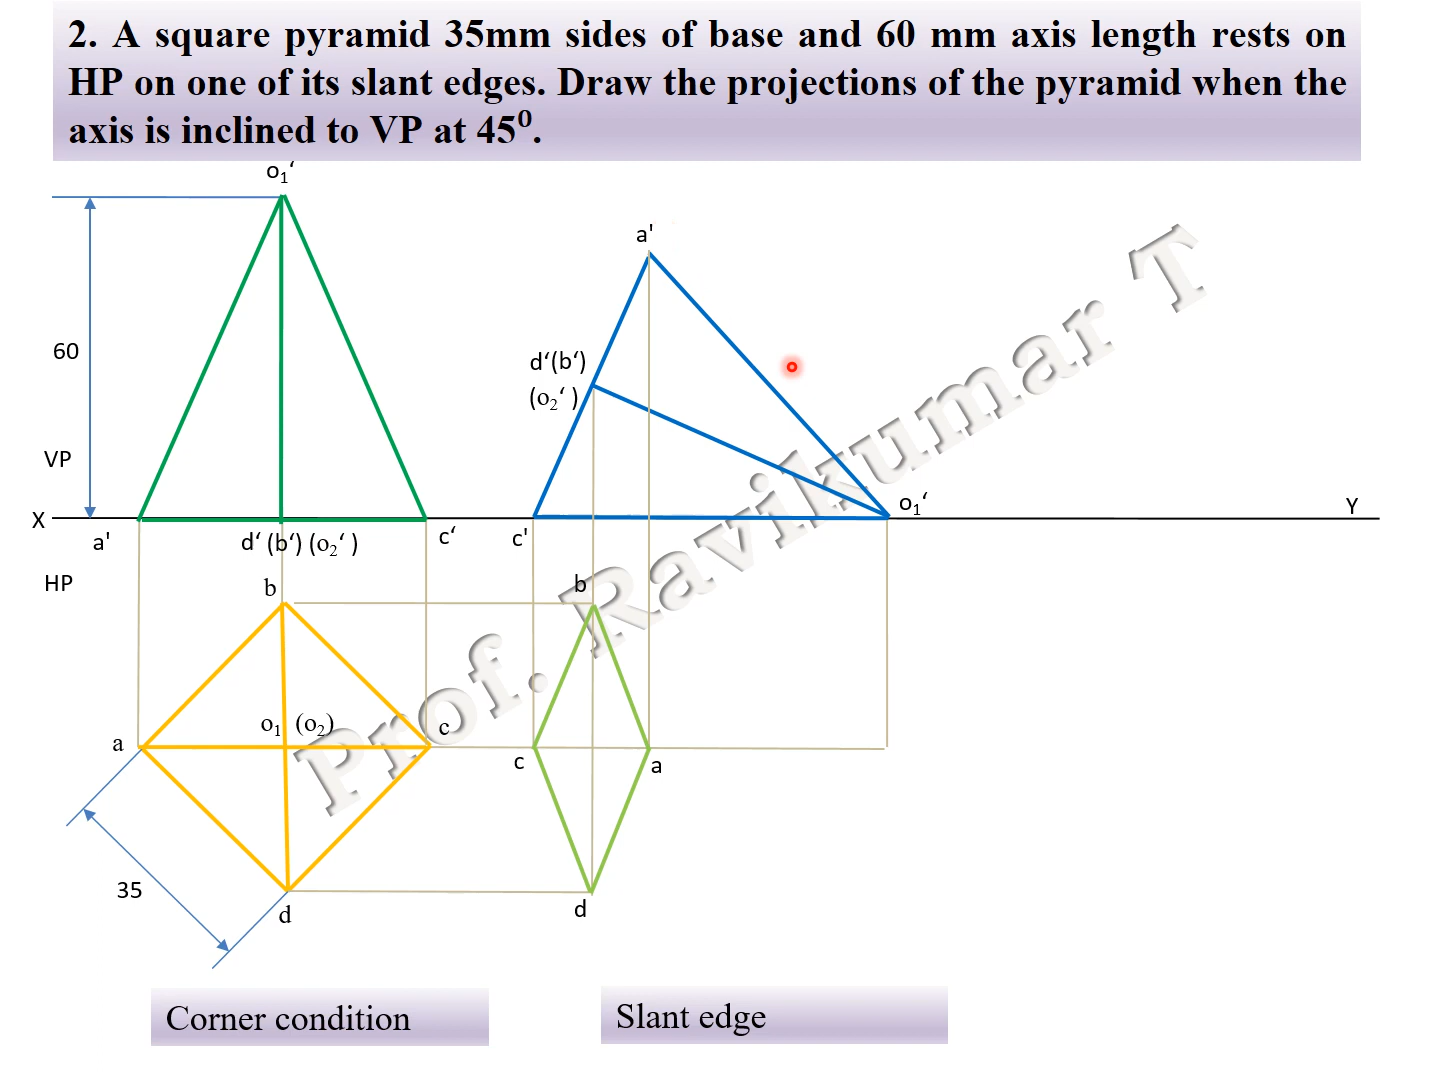 2. A square pyramid 35mm sides of base and 60 mm axis length rests on
HP on one of its slant edges. Draw the projections of the pyramid when the
axis is inclined to VP at 45⁰.
o₁‘
a'
60
d‘(b‘)
(o₂‘ )
VP
X
Y
o₁‘
a'
d‘ (b‘) (o₂‘ )
c‘
c'
HP
b
b
o₁ (o₂)
a
c
c
a
35
d
d
Corner condition
Slant edge
Prof. Ravikumar T